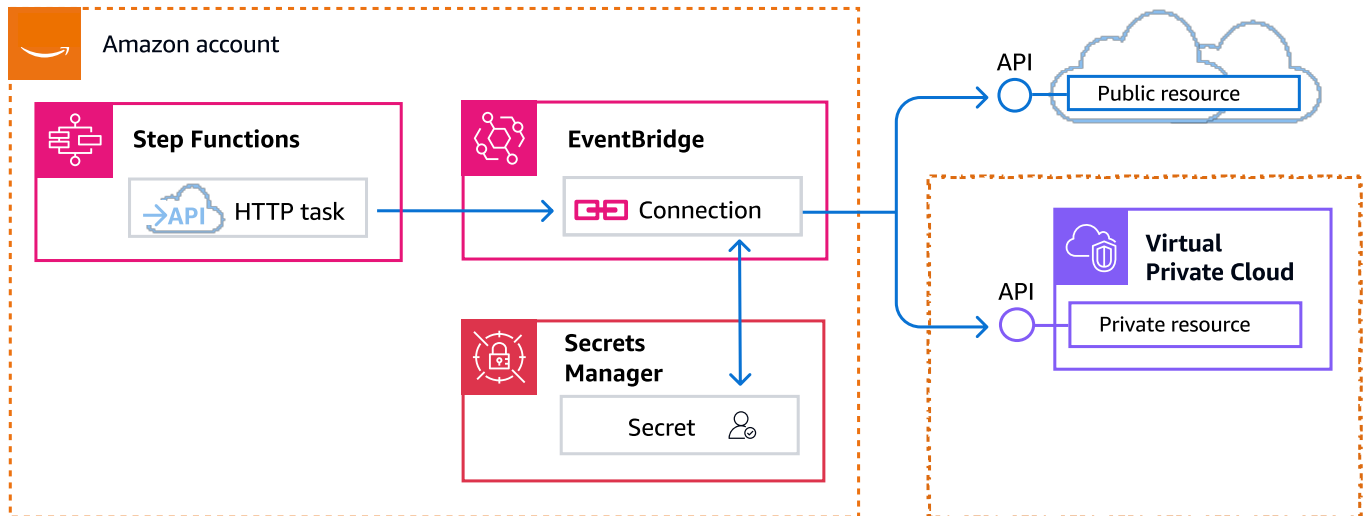 Amazon account
API
Public resource
Step Functions
EventBridge
API
HTTP task
Connection
Virtual
Private Cloud
API
Private resource
Secrets
Manager
Secret